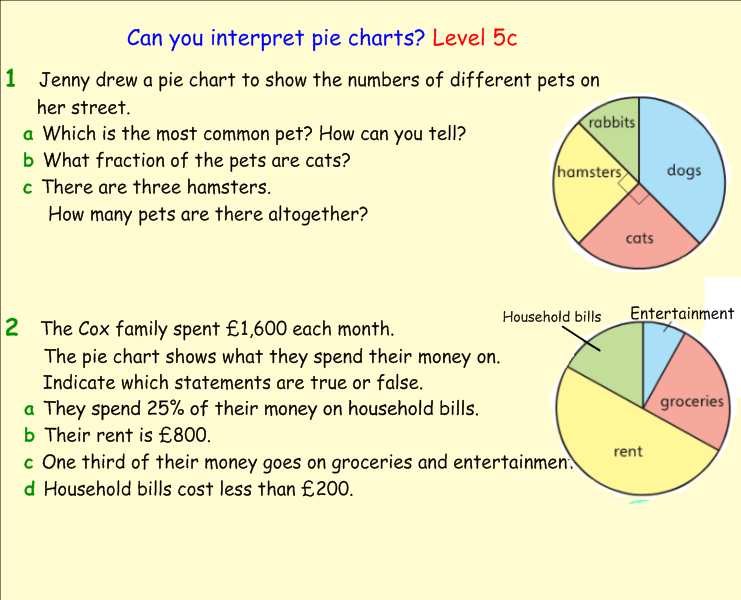 Can you interpret pie charts? Level 5c
1 Jenny drew a pie chart to show the numbers of different pets on
her street.
a Which is the most common pet? How can you tell?
b What fraction of the pets are cats?
c There are three hamsters.
How many pets are there altogether?
rabbits
dogs
hamsters
cats
2 The Cox family spent £1,600 each month.
The pie chart shows what they spend their money on.
Indicate which statements are true or false.
a They spend 25% of their money on household bills.
b Their rent is £800.
c One third of their money goes on groceries and entertainmen.
d Household bills cost less than £200.
Household bills
Entertainment
groceries
rent